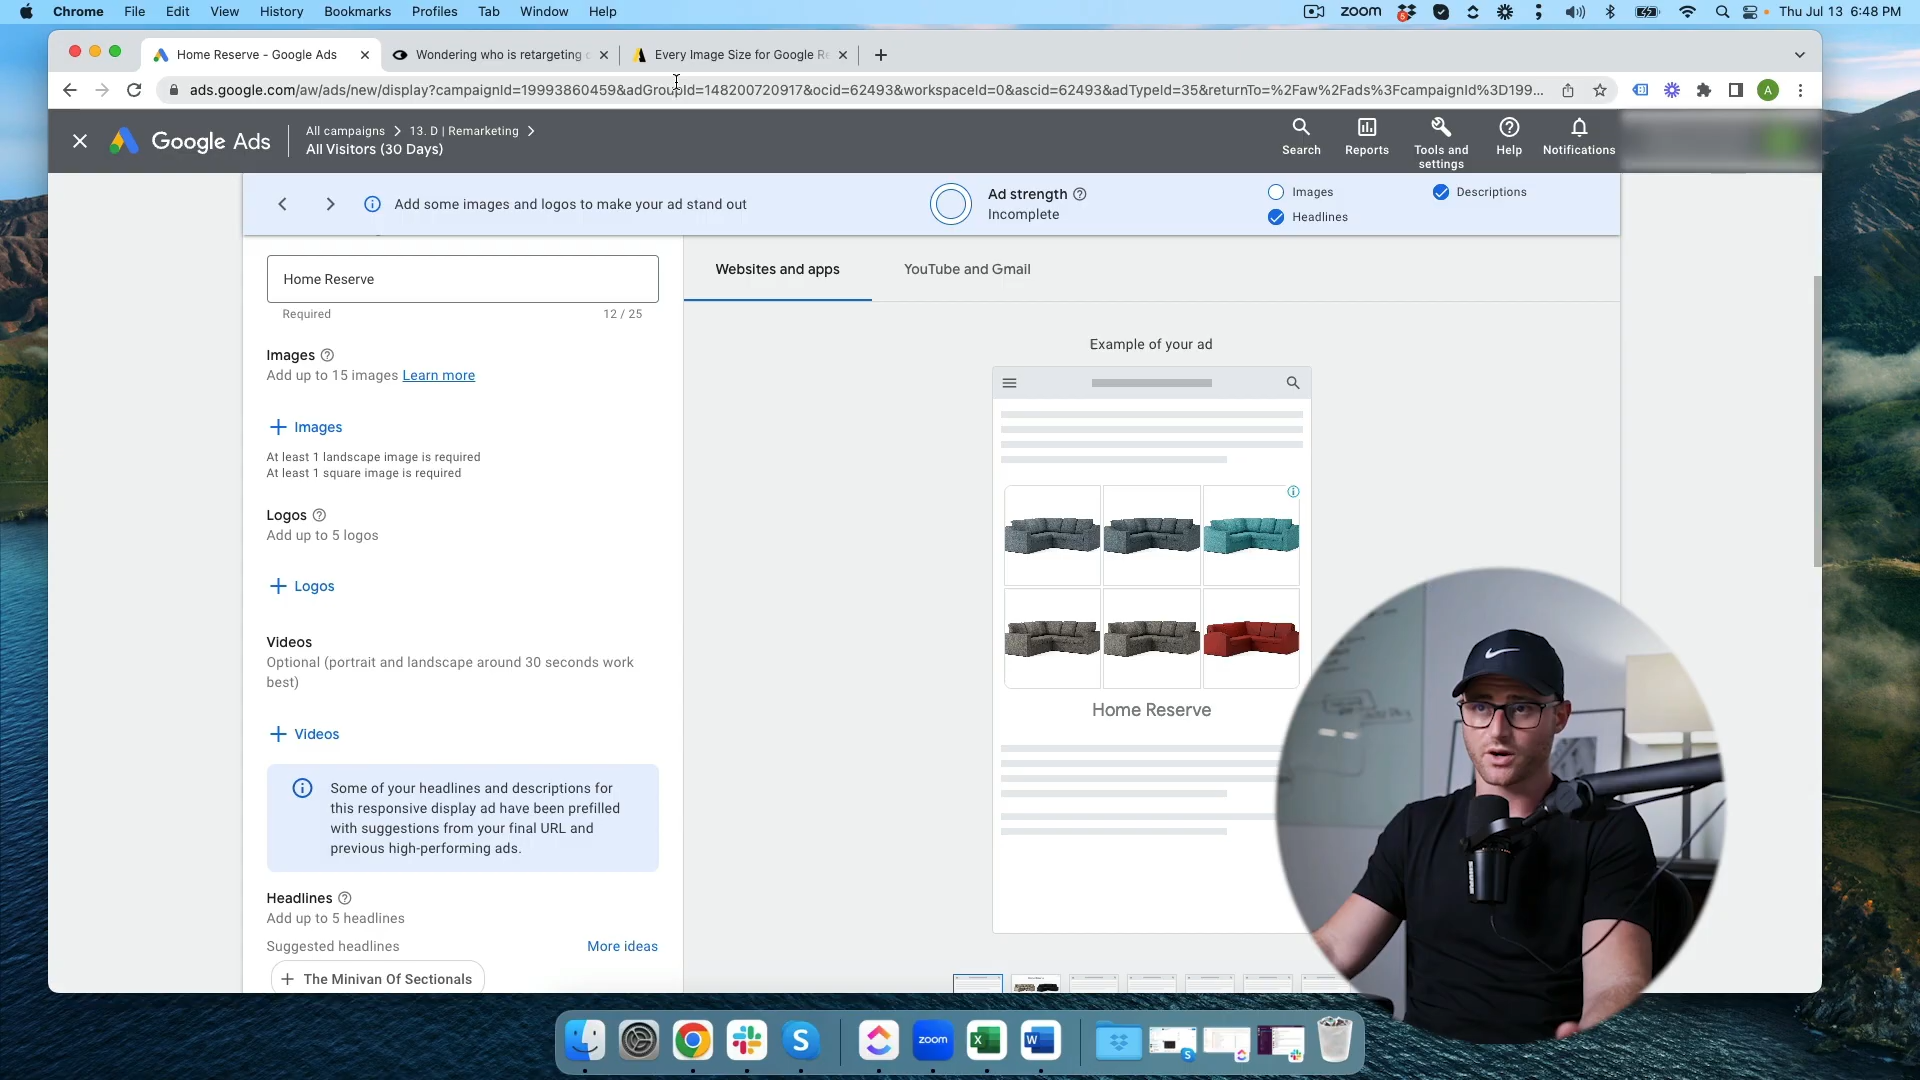 Chrome File Edit View History Bookmarks Profiles Tab Window Help
zoom Thu Jul 13 6:48 PM
Home Reserve - Google Ads
Wondering who is retargeting
Every Image Size for Google Re
ads.google.com/aw/ads/new/display?campaignId=19993860459&adGroupId=148200720917&ocid=62493&workspaceId=0&ascid=62493&adTypeId=35&returnTo=%2Faw%2Fads%3FcampaignId%3D199...
A
Google Ads
All campaigns > 13. D | Remarketing >
All Visitors (30 Days)
Search
Reports
Tools and
settings
Help
Notifications
Add some images and logos to make your ad stand out
Ad strength
Incomplete
Images
Headlines
Descriptions
Home Reserve
Required
12 / 25
Images
Add up to 15 images Learn more
+ Images
At least 1 landscape image is required
At least 1 square image is required
Logos
Add up to 5 logos
+ Logos
Videos
Optional (portrait and landscape around 30 seconds work
best)
+ Videos
Some of your headlines and descriptions for
this responsive display ad have been prefilled
with suggestions from your final URL and
previous high-performing ads.
Headlines
Add up to 5 headlines
Suggested headlines
More ideas
+ The Minivan Of Sectionals
Websites and apps
YouTube and Gmail
Example of your ad
Home Reserve
zoom